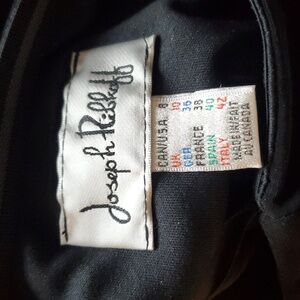 Joseph Ribkoff
CAN/U.S.A. 8
UK 10
GER. 36
FRANCE 38
SPAIN 40
ITALY 42
MADE IN/FAIT
AU CANADA